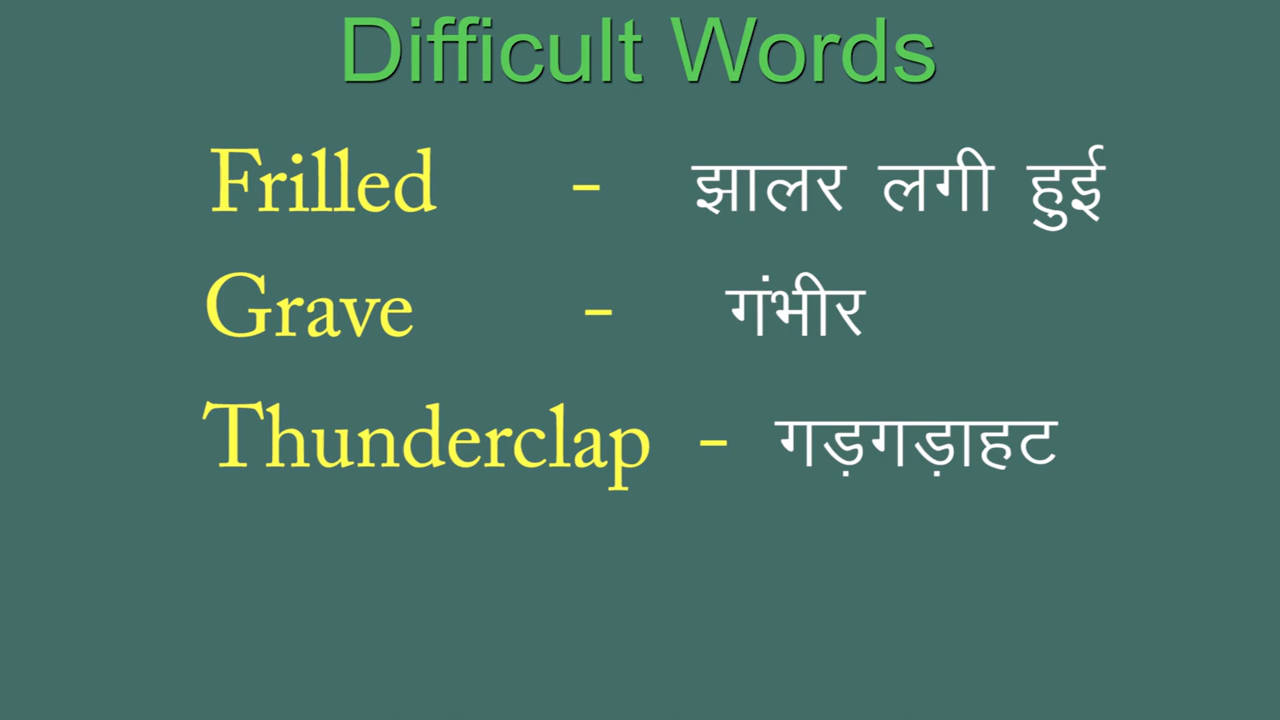 Difficult Words
Frilled - झालर लगी हुई
Grave - गंभीर
Thunderclap - गड़गड़ाहट